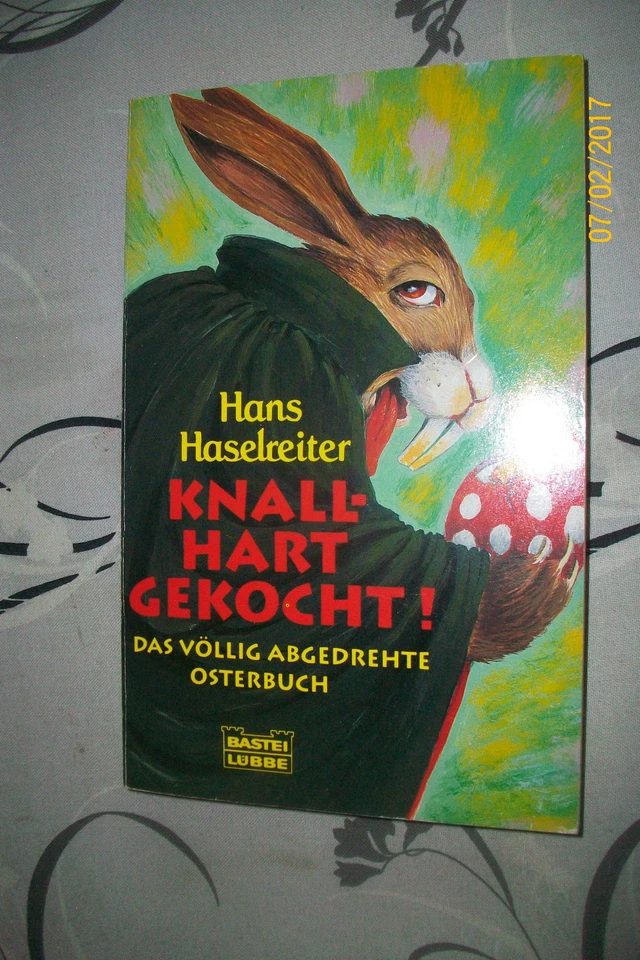 Hans
Haselreiter
KNALL-
HART
GEKOCHT!
DAS VÖLLIG ABGEDREHTE
OSTERBUCH
BASTEI
LÜBBE
07/02/2017